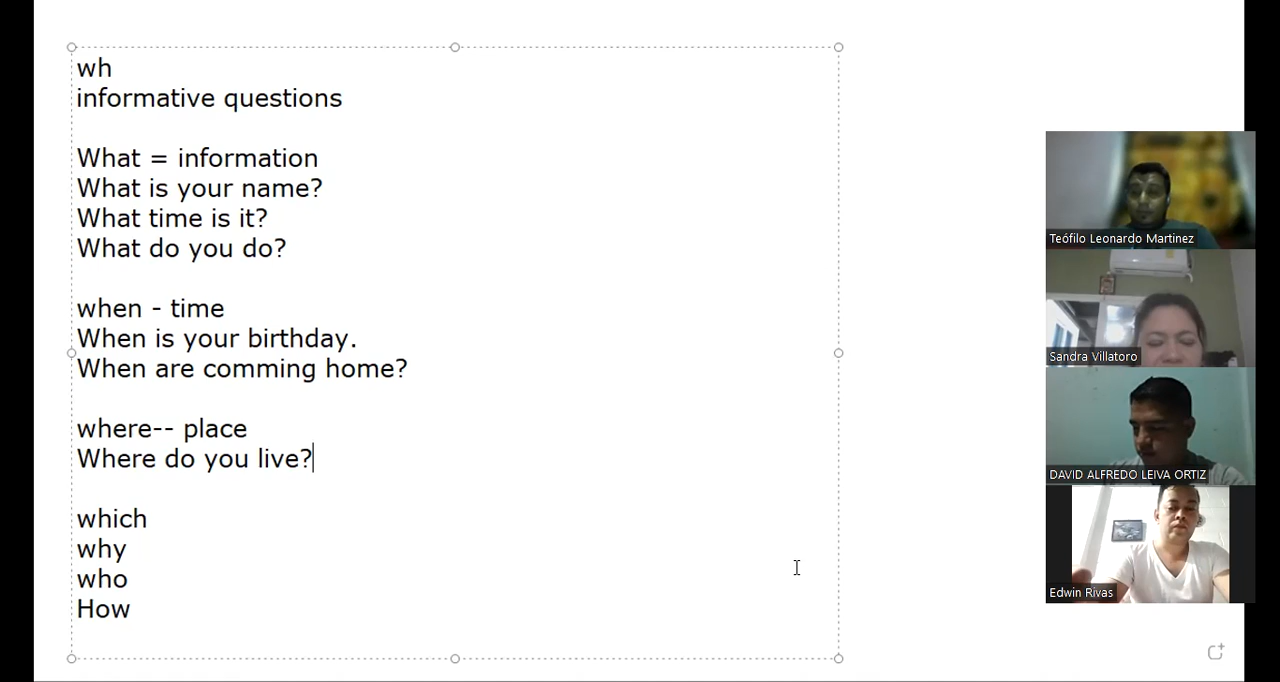 wh
informative questions
What = information
What is your name?
What time is it?
What do you do?
when - time
When is your birthday.
When are comming home?
where-- place
Where do you live?
which
why
who
How
Teófilo Leonardo Martinez
Sandra Villatoro
DAVID ALFREDO LEIVA ORTIZ
Edwin Rivas